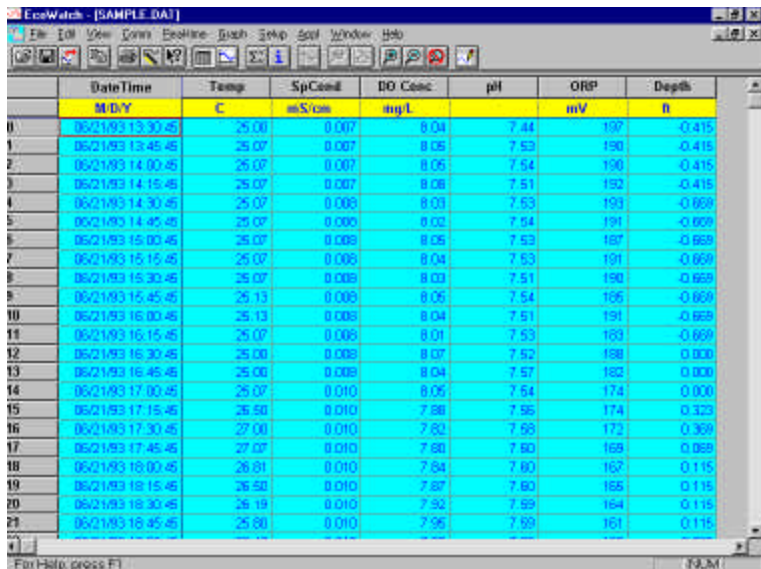 EcoWatch - [SAMPLE.DAT]
File Edit View Comm Realtime Graph Setup Appl Window Help
DateTime Temp SpCond DO Conc pH ORP Depth
M/D/Y C mS/cm mg/L mV ft
06/21/93 13:30:45 25.00 0.007 8.04 7.44 197 -0.415
06/21/93 13:45:45 25.07 0.007 8.05 7.53 190 -0.415
06/21/93 14:00:45 25.07 0.007 8.05 7.54 190 -0.415
06/21/93 14:15:45 25.07 0.007 7.51 192 -0.415
06/21/93 14:30:45 25.07 0.008 8.03 7.53 193 -0.669
06/21/93 14:45:45 25.07 0.008 8.02 7.54 191 -0.669
06/21/93 15:00:45 25.07 0.008 8.05 7.53 187 -0.669
06/21/93 15:15:45 25.07 0.008 8.04 7.53 191 -0.669
06/21/93 15:30:45 25.07 0.008 8.03 7.51 190 -0.669
9 06/21/93 15:45:45 25.13 0.008 8.05 7.54 185 -0.669
10 06/21/93 16:00:45 25.13 0.008 8.04 7.51 191 -0.669
11 06/21/93 16:15:45 25.07 0.008 8.01 7.53 183 -0.669
12 06/21/93 16:30:45 25.00 0.008 8.07 7.52 188 0.000
13 06/21/93 16:45:45 25.00 0.008 8.04 7.57 182 0.000
14 06/21/93 17:00:45 25.07 0.010 8.05 7.54 174 0.000
15 06/21/93 17:15:45 26.50 0.010 7.88 7.56 174 0.323
16 06/21/93 17:30:45 27.00 0.010 7.82 7.58 172 0.369
17 06/21/93 17:45:45 27.07 0.010 7.80 7.60 169 0.069
18 06/21/93 18:00:45 26.81 0.010 7.84 7.60 167 0.115
19 06/21/93 18:15:45 26.50 0.010 7.87 7.60 165 0.115
20 06/21/93 18:30:45 26.19 0.010 7.92 7.59 164 0.115
21 06/21/93 18:45:45 25.80 0.010 7.95 7.59 161 0.115
For Help, press F1 NUM